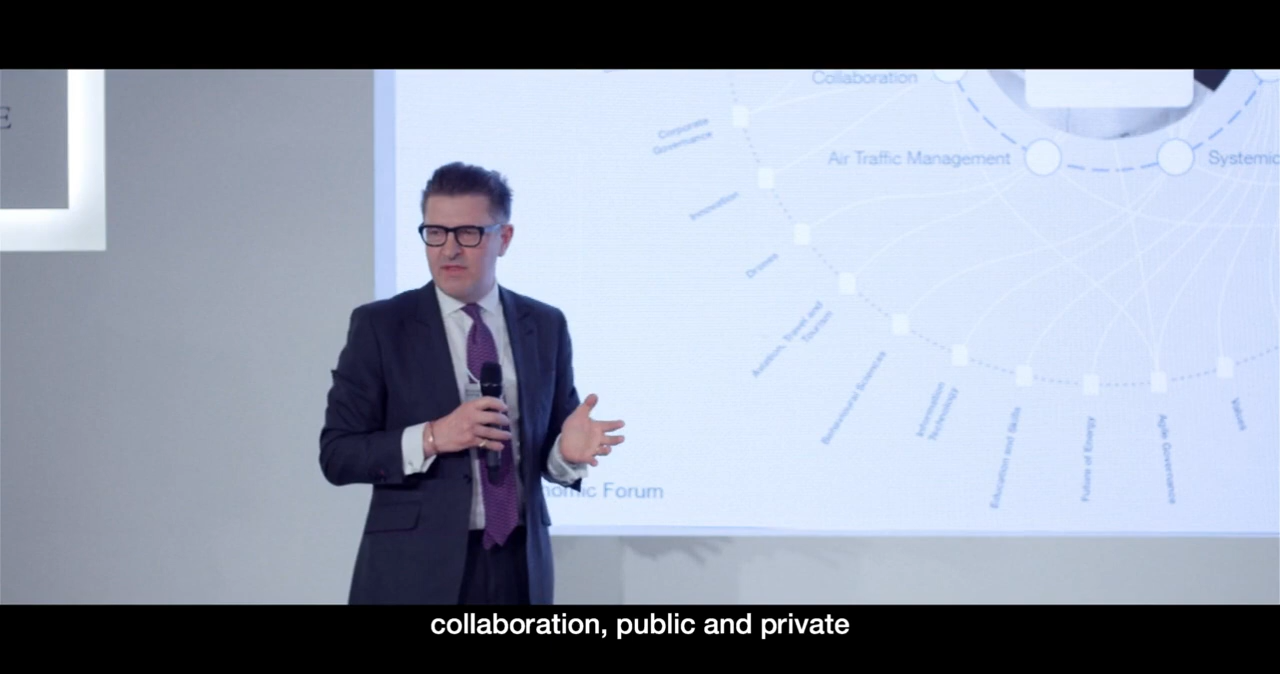 E
Collaboration
Corporate
Governance
Air Traffic Management
Systemic
Innovation
Drones
Aviation, Travel and
Tourism
Behavioural Sciences
Information
Technology
Education and Skills
Future of Energy
Agile Governance
Values
nomic Forum
collaboration, public and private